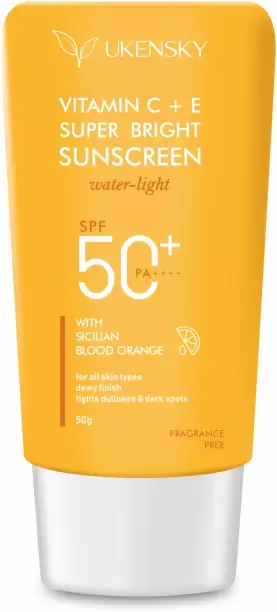 UKENSKY
VITAMIN C + E
SUPER BRIGHT
SUNSCREEN
water-light
SPF
50+
PA++++
WITH
SICILIAN
BLOOD ORANGE
for all skin types
dewy finish
fights dullness & dark spots
50g
FRAGRANCE
FREE